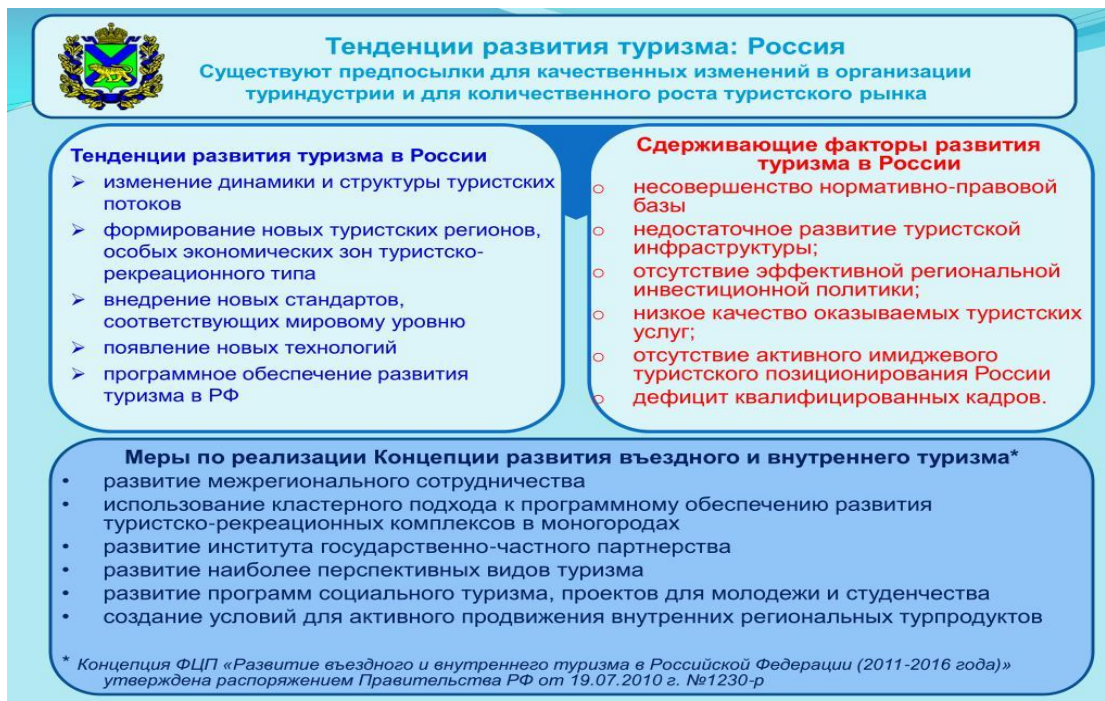 Тенденции развития туризма: Россия
Существуют предпосылки для качественных изменений в организации
туриндустрии и для количественного роста туристского рынка
Тенденции развития туризма в России
изменение динамики и структуры туристских
потоков
формирование новых туристских регионов,
особых экономических зон туристско-
рекреационного типа
внедрение новых стандартов,
соответствующих мировому уровню
появление новых технологий
программное обеспечение развития
туризма в РФ
Сдерживающие факторы развития
туризма в России
несовершенство нормативно-правовой
базы
недостаточное развитие туристской
инфраструктуры;
отсутствие эффективной региональной
инвестиционной политики;
низкое качество оказываемых туристских
услуг;
отсутствие активного имиджевого
туристского позиционирования России
дефицит квалифицированных кадров.
Меры по реализации Концепции развития въездного и внутреннего туризма*
развитие межрегионального сотрудничества
использование кластерного подхода к программному обеспечению развития
туристско-рекреационных комплексов в моногородах
развитие института государственно-частного партнерства
развитие наиболее перспективных видов туризма
развитие программ социального туризма, проектов для молодежи и студенчества
создание условий для активного продвижения внутренних региональных турпродуктов
* Концепция ФЦП «Развитие въездного и внутреннего туризма в Российской Федерации (2011-2016 года)»
утверждена распоряжением Правительства РФ от 19.07.2010 г. №1230-р